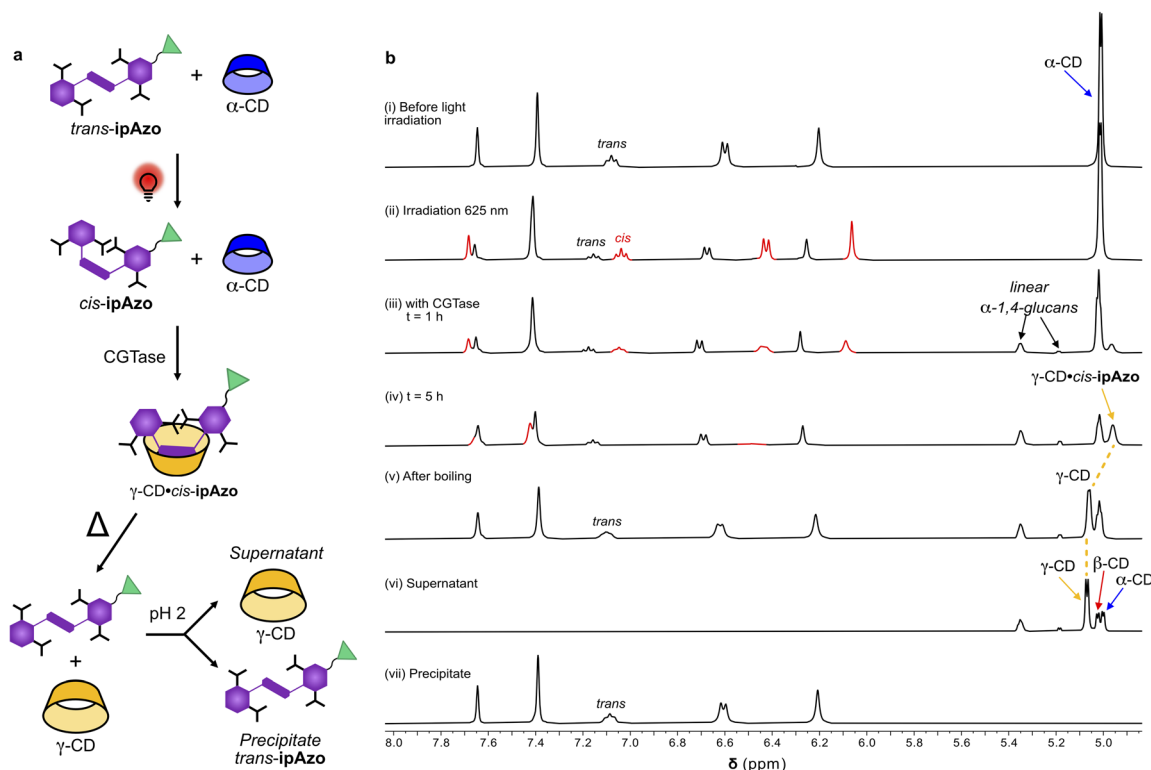 a
trans-ipAzo
+
α-CD
cis-ipAzo
+
α-CD
CGTase
γ-CD•cis-ipAzo
Δ
+
γ-CD
pH 2
Supernatant
γ-CD
Precipitate
trans-ipAzo
b
(i) Before light
irradiation
trans
α-CD
(ii) Irradiation 625 nm
trans
cis
(iii) with CGTase
t = 1 h
linear
α-1,4-glucans
(iv) t = 5 h
γ-CD•cis-ipAzo
(v) After boiling
trans
γ-CD
(vi) Supernatant
γ-CD
β-CD
α-CD
(vii) Precipitate
trans
8.0 7.8 7.6 7.4 7.2 7.0 6.8 6.6 6.4 6.2 6.0 5.8 5.6 5.4 5.2 5.0
δ (ppm)